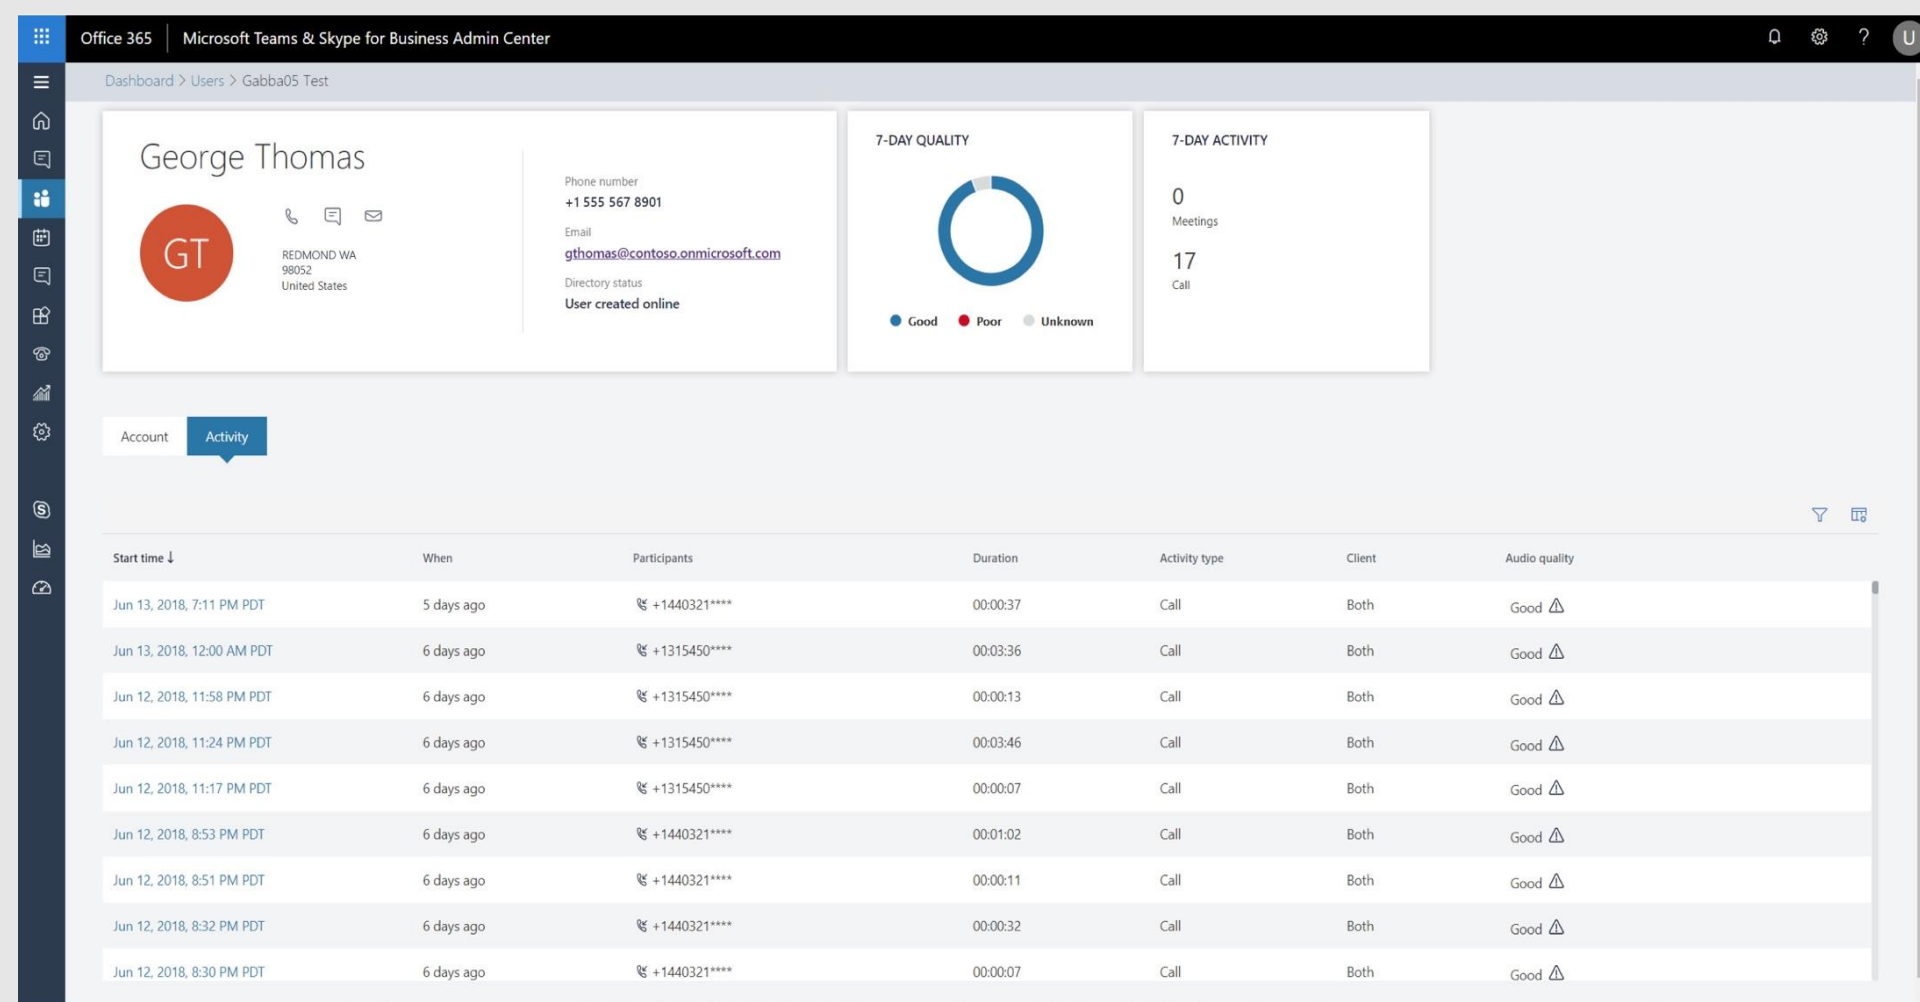 Office 365 Microsoft Teams & Skype for Business Admin Center ? U
Dashboard > Users > Gabba05 Test
George Thomas
GT
REDMOND WA
98052
United States
Phone number
+1 555 567 8901
Email
gthomas@contoso.onmicrosoft.com
Directory status
User created online
7-DAY QUALITY
Good Poor Unknown
7-DAY ACTIVITY
0
Meetings
17
Call
Account Activity
Start time ↓ When Participants Duration Activity type Client Audio quality
Jun 13, 2018, 7:11 PM PDT 5 days ago +1440321**** 00:00:37 Call Both Good
Jun 13, 2018, 12:00 AM PDT 6 days ago +1315450**** 00:03:36 Call Both Good
Jun 12, 2018, 11:58 PM PDT 6 days ago +1315450**** 00:00:13 Call Both Good
Jun 12, 2018, 11:24 PM PDT 6 days ago +1315450**** 00:03:46 Call Both Good
Jun 12, 2018, 11:17 PM PDT 6 days ago +1315450**** 00:00:07 Call Both Good
Jun 12, 2018, 8:53 PM PDT 6 days ago +1440321**** 00:01:02 Call Both Good
Jun 12, 2018, 8:51 PM PDT 6 days ago +1440321**** 00:00:11 Call Both Good
Jun 12, 2018, 8:32 PM PDT 6 days ago +1440321**** 00:00:32 Call Both Good
Jun 12, 2018, 8:30 PM PDT 6 days ago +1440321**** 00:00:07 Call Both Good